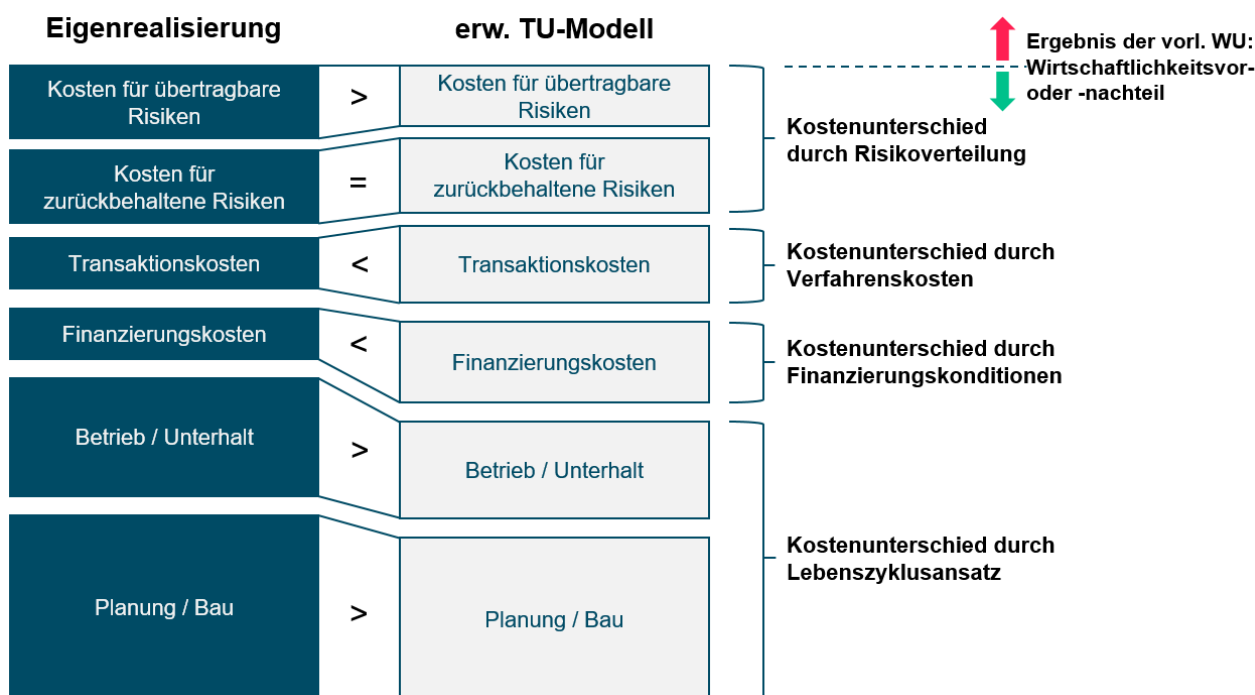 Eigenrealisierung
erw. TU-Modell
Ergebnis der vorl. WU:
Wirtschaftlichkeitsvor-
oder -nachteil
Kosten für übertragbare
Risiken
>
Kosten für übertragbare
Risiken
Kostenunterschied
durch Risikoverteilung
Kosten für
zurückbehaltene Risiken
=
Kosten für
zurückbehaltene Risiken
Transaktionskosten
<
Transaktionskosten
Kostenunterschied durch
Verfahrenskosten
Finanzierungskosten
<
Finanzierungskosten
Kostenunterschied durch
Finanzierungskonditionen
Betrieb / Unterhalt
>
Betrieb / Unterhalt
Kostenunterschied durch
Lebenszyklusansatz
Planung / Bau
>
Planung / Bau